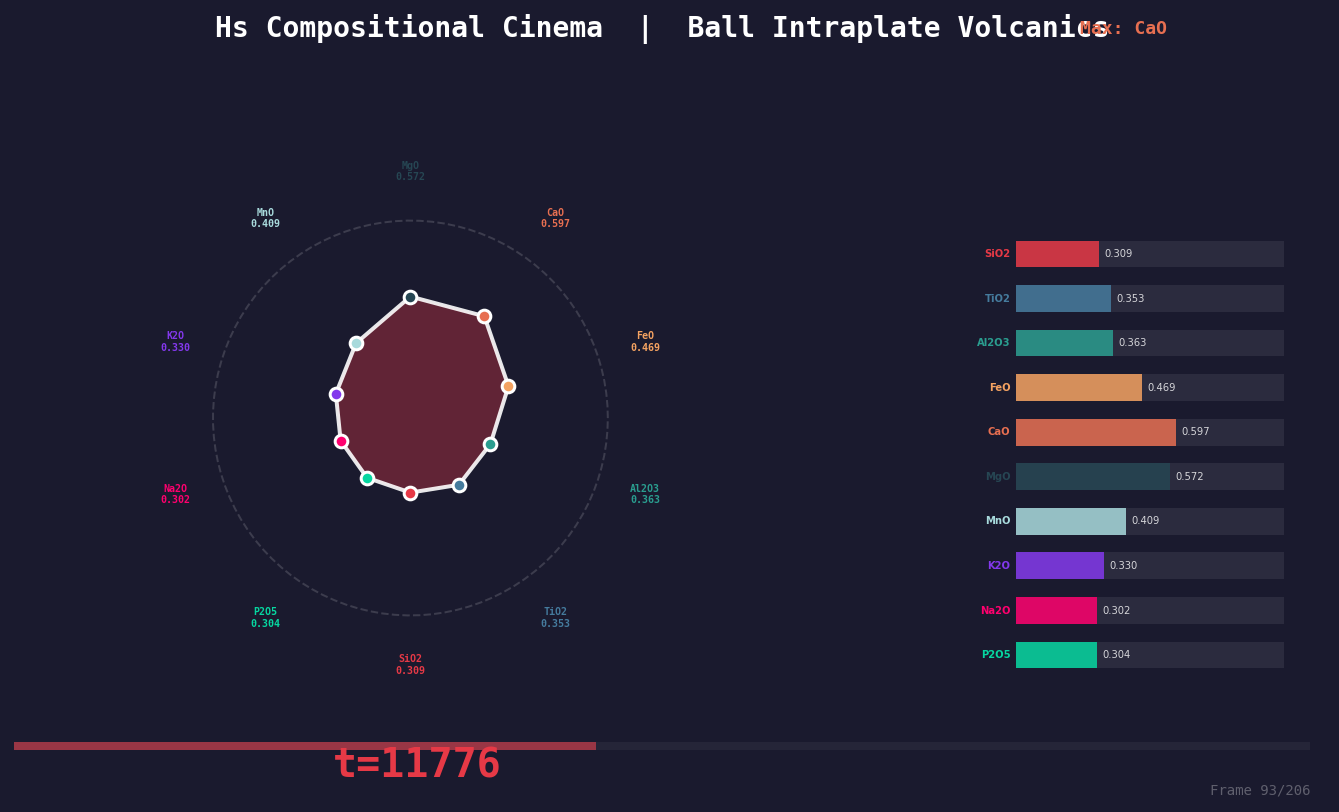 Hs Compositional Cinema | Ball Intraplate Volcanics
Max: CaO
MgO
0.572
MnO
0.409
CaO
0.597
K2O
0.330
FeO
0.469
Na2O
0.302
Al2O3
0.363
P2O5
0.304
TiO2
0.353
SiO2
0.309
SiO2 0.309
TiO2 0.353
Al2O3 0.363
FeO 0.469
CaO 0.597
MgO 0.572
MnO 0.409
K2O 0.330
Na2O 0.302
P2O5 0.304
t=11776
Frame 93/206